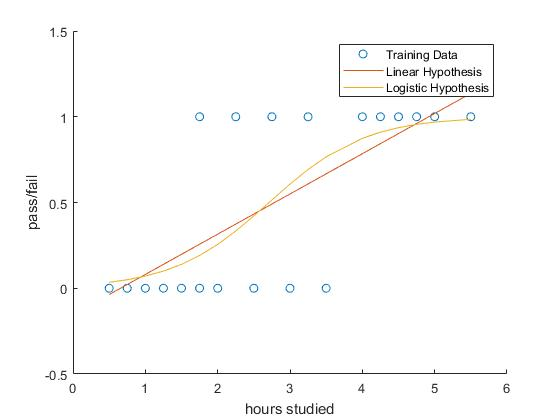 1.5
Training Data
Linear Hypothesis
Logistic Hypothesis
1
pass/fail
0.5
0
-0.5
0 1 2 3 4 5 6
hours studied